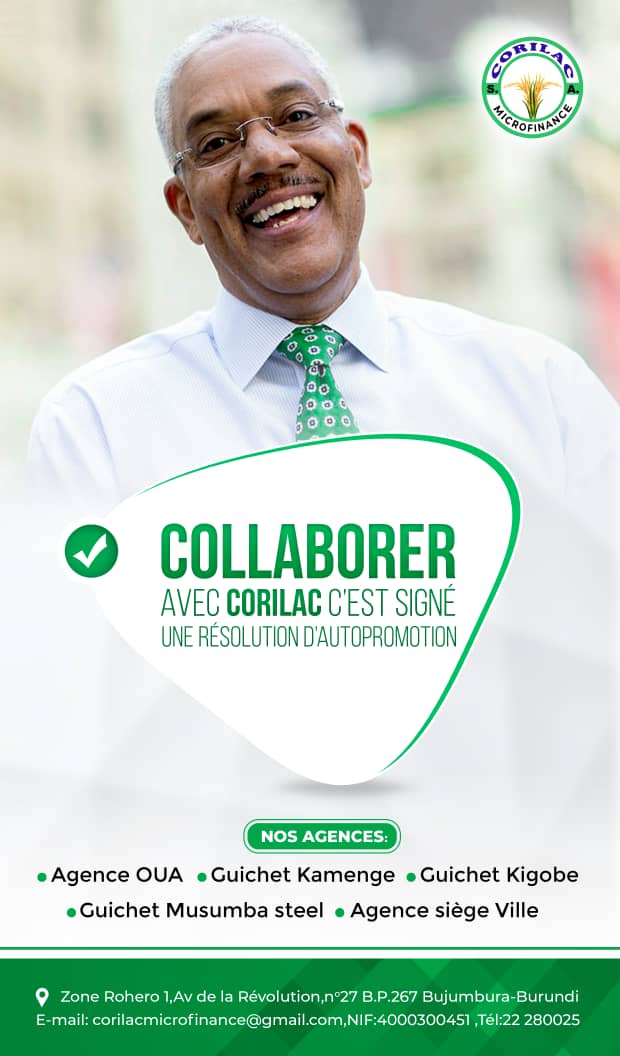 CORILAC
S. A.
MICROFINANCE
COLLABORER
AVEC CORILAC C'EST SIGNÉ
UNE RÉSOLUTION D'AUTOPROMOTION
NOS AGENCES:
• Agence OUA • Guichet Kamenge • Guichet Kigobe
• Guichet Musumba steel • Agence siège Ville
Zone Rohero 1,Av de la Révolution,n°27 B.P.267 Bujumbura-Burundi
E-mail: corilacmicrofinance@gmail.com,NIF:4000300451 ,Tél:22 280025